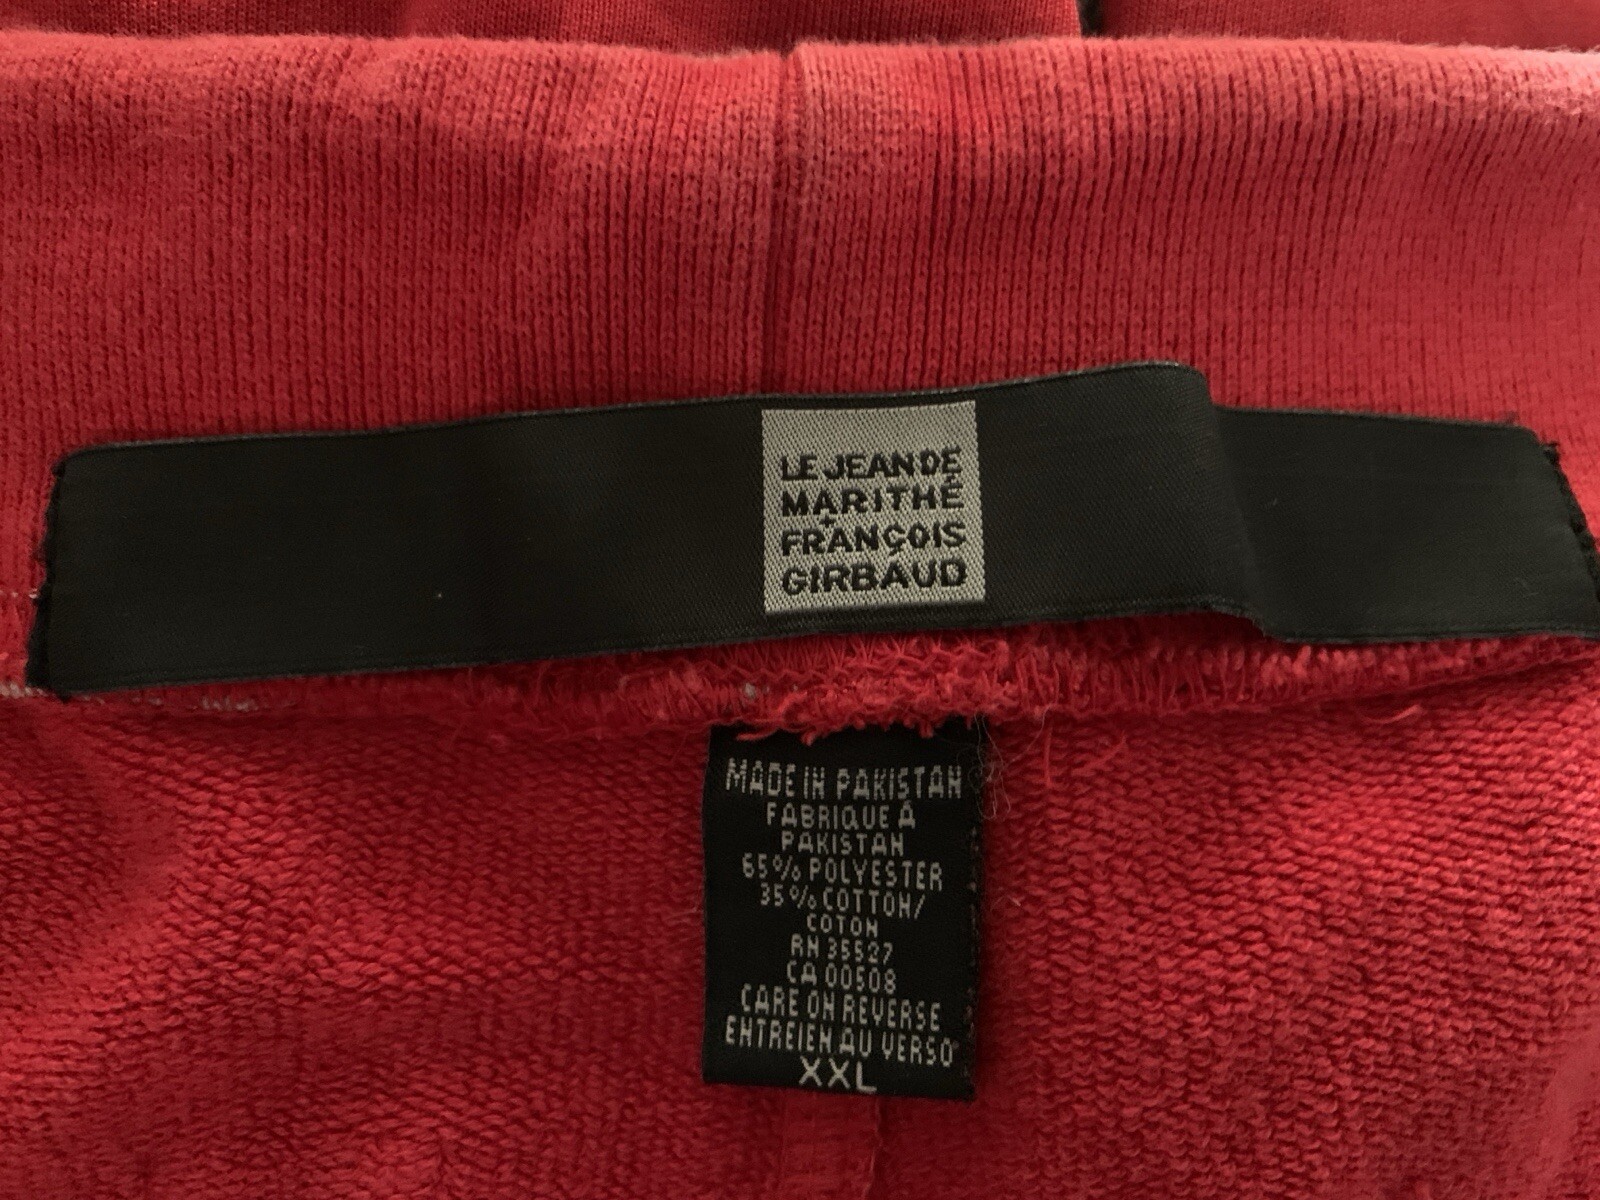 LE JEAN DE
MARITHÉ
+
FRANÇOIS
GIRBAUD
MADE IN PAKISTAN
FABRIQUE À
PAKISTAN
65% POLYESTER
35% COTTON/
COTON
RN 35527
CA 00508
CARE ON REVERSE
ENTREIEN AU VERSO
XXL